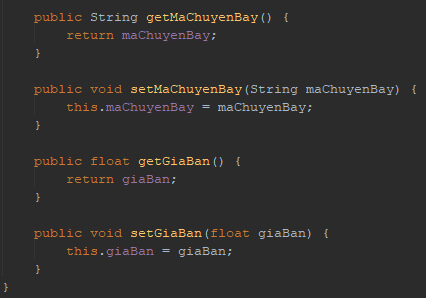 public String getMaChuyenBay() {
return maChuyenBay;
}
public void setMaChuyenBay(String maChuyenBay) {
this.maChuyenBay = maChuyenBay;
}
public float getGiaBan() {
return giaBan;
}
public void setGiaBan(float giaBan) {
this.giaBan = giaBan;
}
}